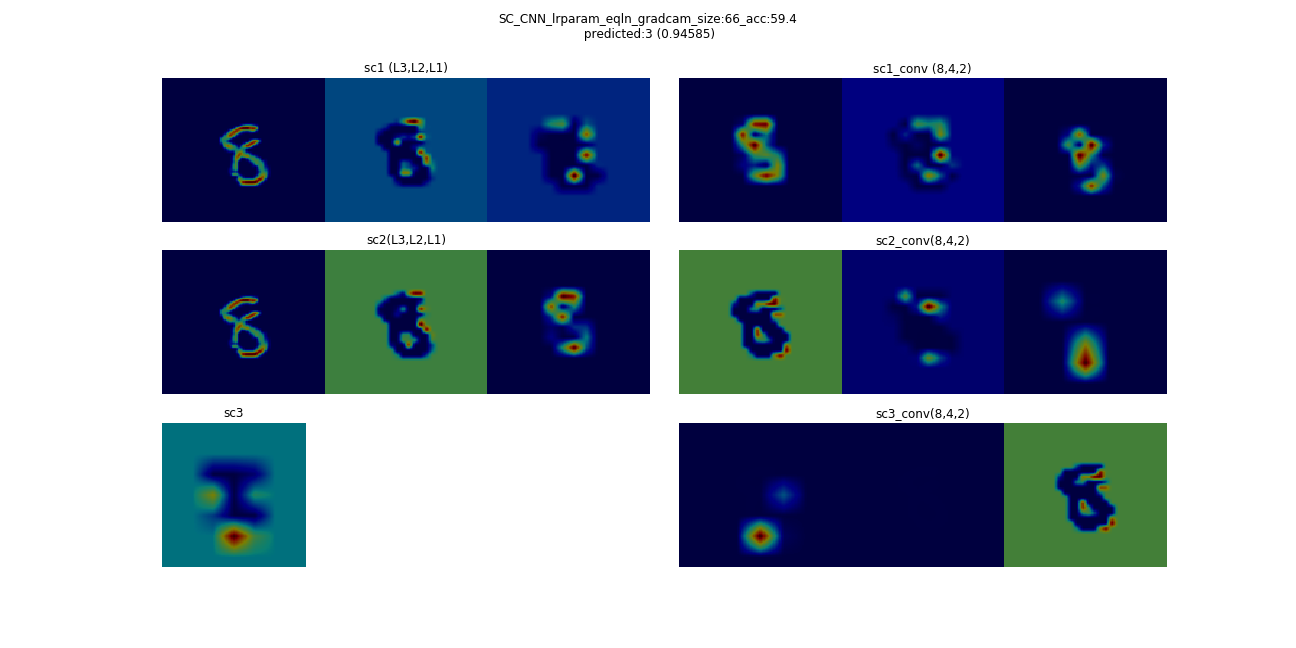 SC_CNN_lrparam_eqln_gradcam_size:66_acc:59.4
predicted:3 (0.94585)
sc1 (L3,L2,L1)
sc1_conv (8,4,2)
sc2(L3,L2,L1)
sc2_conv(8,4,2)
sc3
sc3_conv(8,4,2)